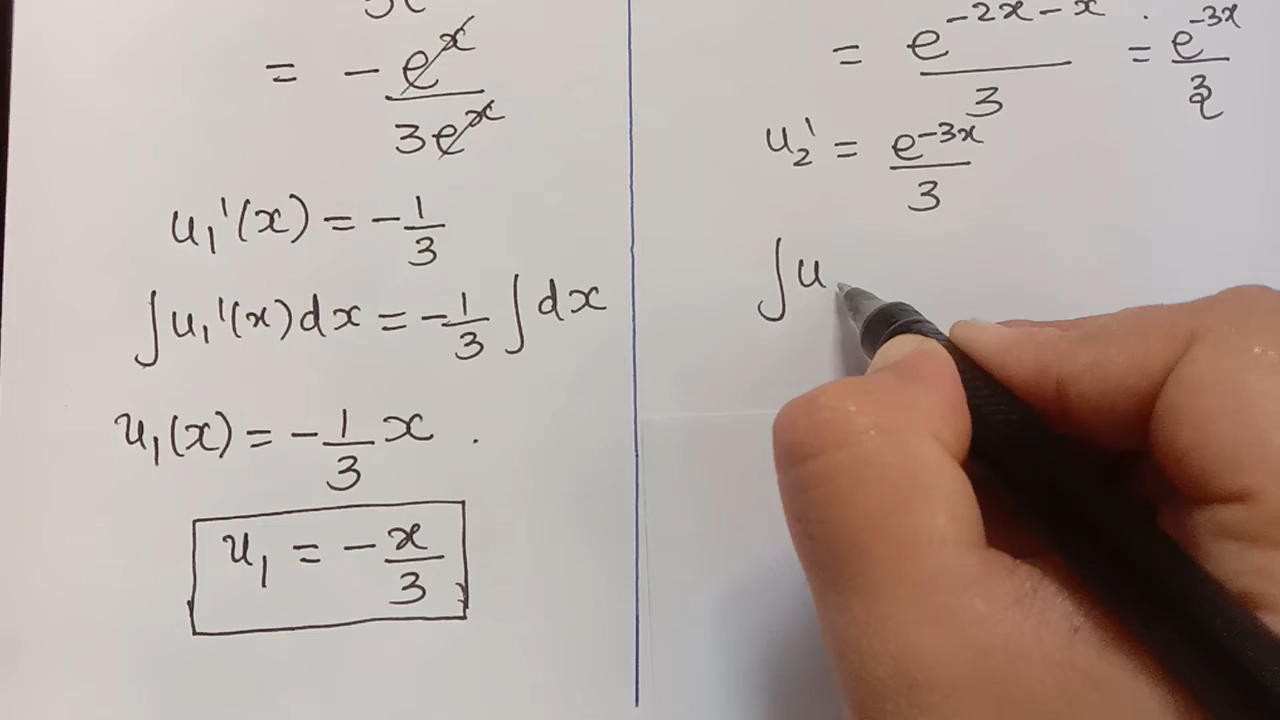 = - e^x / 3e^x
u₁'(x) = - 1/3
∫ u₁'(x) dx = - 1/3 ∫ dx
u₁(x) = - 1/3 x .
u₁ = - x/3
= e^(-2x-x) / 3 = e^(-3x) / 3
u₂' = e^(-3x) / 3
∫ u